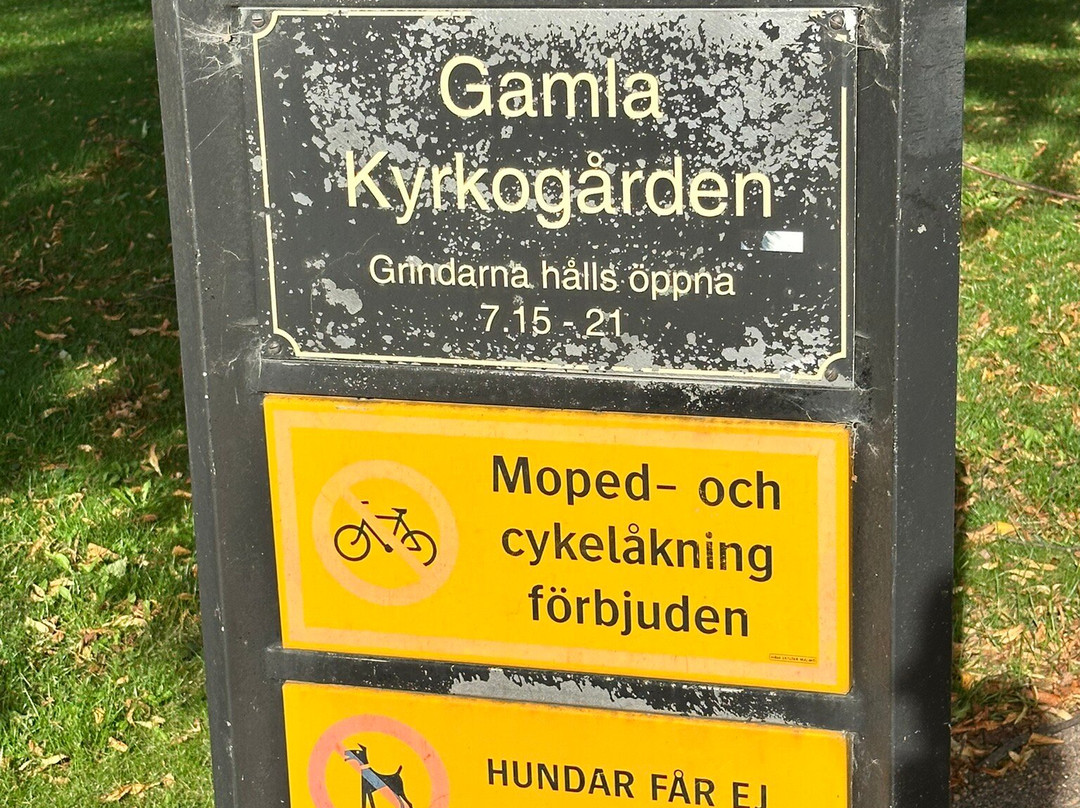 Gamla
Kyrkogården
Grindarna hålls öppna
7.15 - 21
Moped- och
cykelåkning
förbjuden
HUNDAR FÅR EJ